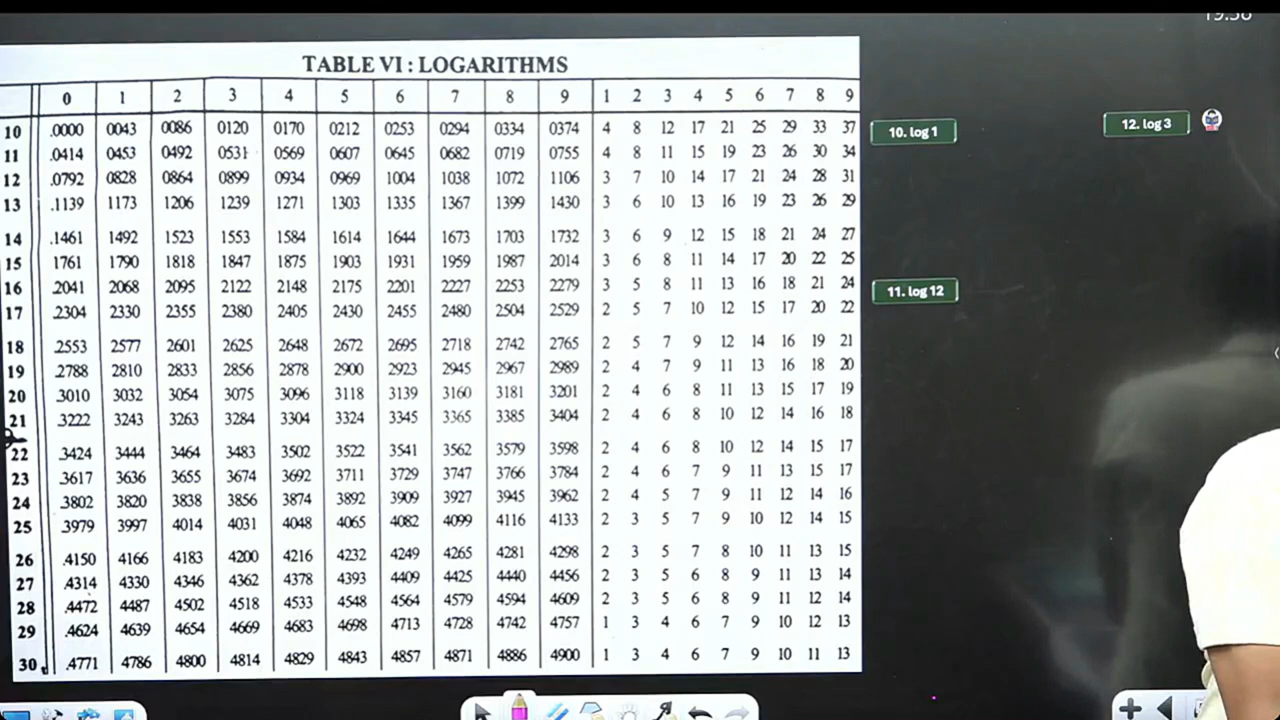 TABLE VI : LOGARITHMS
0 1 2 3 4 5 6 7 8 9 1 2 3 4 5 6 7 8 9
10 .0000 0043 0086 0120 0170 0212 0253 0294 0334 0374 4 8 12 17 21 25 29 33 37
11 .0414 0453 0492 0531 0569 0607 0645 0682 0719 0755 4 8 11 15 19 23 26 30 34
12 .0792 0828 0864 0899 0934 0969 1004 1038 1072 1106 3 7 10 14 17 21 24 28 31
13 .1139 1173 1206 1239 1271 1303 1335 1367 1399 1430 3 6 10 13 16 19 23 26 29
14 .1461 1492 1523 1553 1584 1614 1644 1673 1703 1732 3 6 9 12 15 18 21 24 27
15 .1761 1790 1818 1847 1875 1903 1931 1959 1987 2014 3 6 8 11 14 17 20 22 25
16 .2041 2068 2095 2122 2148 2175 2201 2227 2253 2279 3 5 8 11 13 16 18 21 24
17 .2304 2330 2355 2380 2405 2430 2455 2480 2504 2529 2 5 7 10 12 15 17 20 22
18 .2553 2577 2601 2625 2648 2672 2695 2718 2742 2765 2 5 7 9 12 14 16 19 21
19 .2788 2810 2833 2856 2878 2900 2923 2945 2967 2989 2 4 7 9 11 13 16 18 20
20 .3010 3032 3054 3075 3096 3118 3139 3160 3181 3201 2 4 6 8 11 13 15 17 19
21 .3222 3243 3263 3284 3304 3324 3345 3365 3385 3404 2 4 6 8 10 12 14 16 18
22 .3424 3444 3464 3483 3502 3522 3541 3562 3579 3598 2 4 6 8 10 12 14 15 17
23 .3617 3636 3655 3674 3692 3711 3729 3747 3766 3784 2 4 6 7 9 11 13 15 17
24 .3802 3820 3838 3856 3874 3892 3909 3927 3945 3962 2 4 5 7 9 11 12 14 16
25 .3979 3997 4014 4031 4048 4065 4082 4099 4116 4133 2 3 5 7 9 10 12 14 15
26 .4150 4166 4183 4200 4216 4232 4249 4265 4281 4298 2 3 5 7 8 10 11 13 15
27 .4314 4330 4346 4362 4378 4393 4409 4425 4440 4456 2 3 5 6 8 9 11 13 14
28 .4472 4487 4502 4518 4533 4548 4564 4579 4594 4609 2 3 5 6 8 9 11 12 14
29 .4624 4639 4654 4669 4683 4698 4713 4728 4742 4757 1 3 4 6 7 9 10 12 13
30 .4771 4786 4800 4814 4829 4843 4857 4871 4886 4900 1 3 4 6 7 9 10 11 13
10. log 1
12. log 3
11. log 12